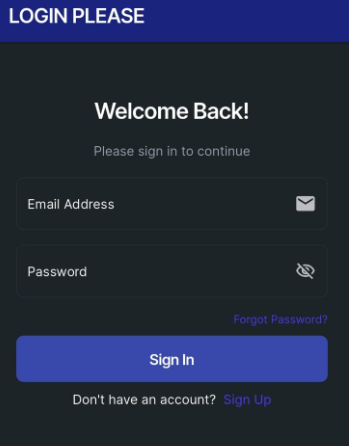 LOGIN PLEASE
Welcome Back!
Please sign in to continue
Email Address
Password
Forgot Password?
Sign In
Don't have an account? Sign Up